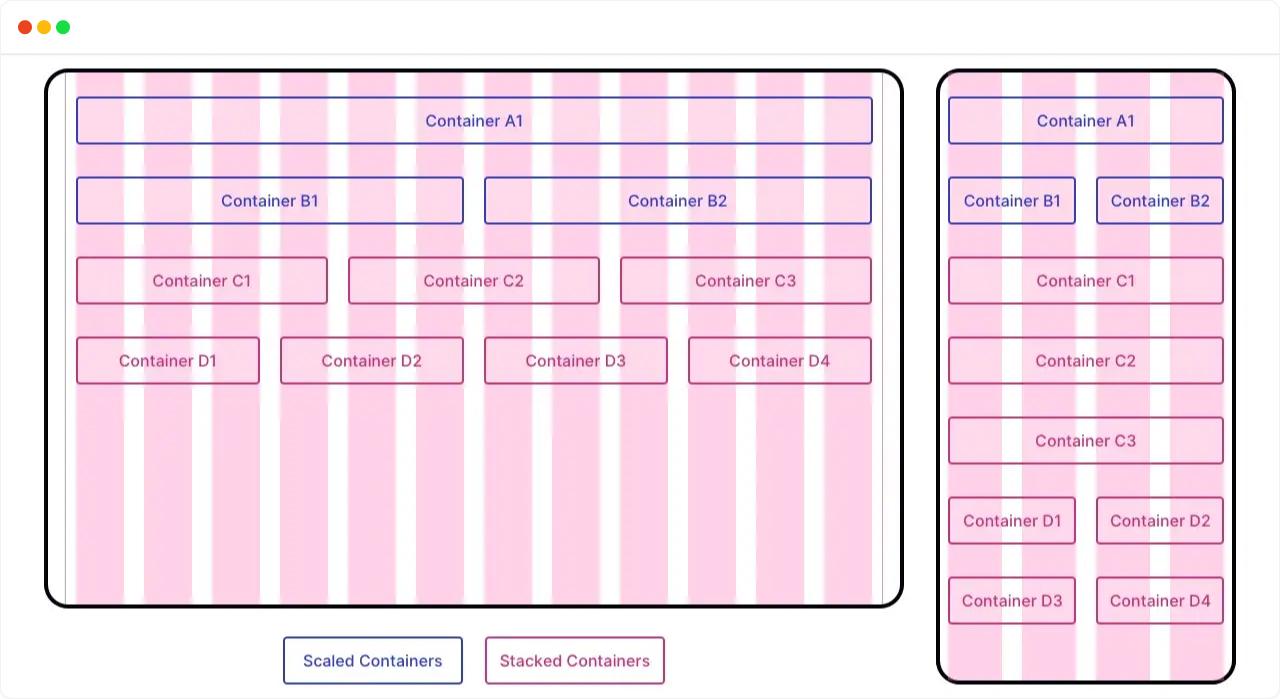 Container A1
Container B1
Container B2
Container C1
Container C2
Container C3
Container D1
Container D2
Container D3
Container D4
Scaled Containers
Stacked Containers
Container A1
Container B1
Container B2
Container C1
Container C2
Container C3
Container D1
Container D2
Container D3
Container D4